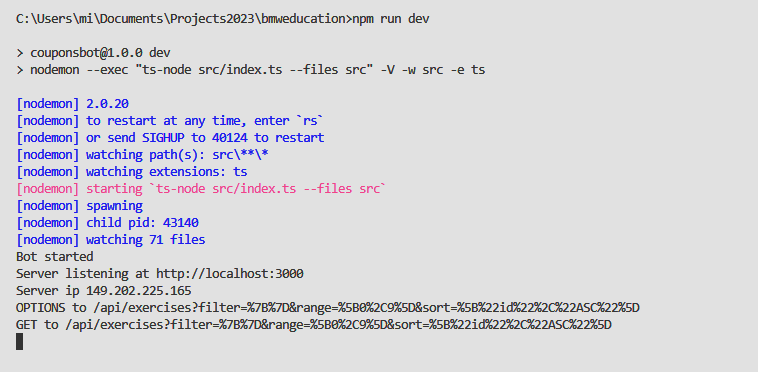 C:\Users\mi\Documents\Projects2023\bmweducation>npm run dev
> couponsbot@1.0.0 dev
> nodemon --exec "ts-node src/index.ts --files src" -V -w src -e ts
[nodemon] 2.0.20
[nodemon] to restart at any time, enter `rs`
[nodemon] or send SIGHUP to 40124 to restart
[nodemon] watching path(s): src\**\*
[nodemon] watching extensions: ts
[nodemon] starting `ts-node src/index.ts --files src`
[nodemon] spawning
[nodemon] child pid: 43140
[nodemon] watching 71 files
Bot started
Server listening at http://localhost:3000
Server ip 149.202.225.165
OPTIONS to /api/exercises?filter=%7B%7D&range=%5B0%2C9%5D&sort=%5B%22id%22%2C%22ASC%22%5D
GET to /api/exercises?filter=%7B%7D&range=%5B0%2C9%5D&sort=%5B%22id%22%2C%22ASC%22%5D